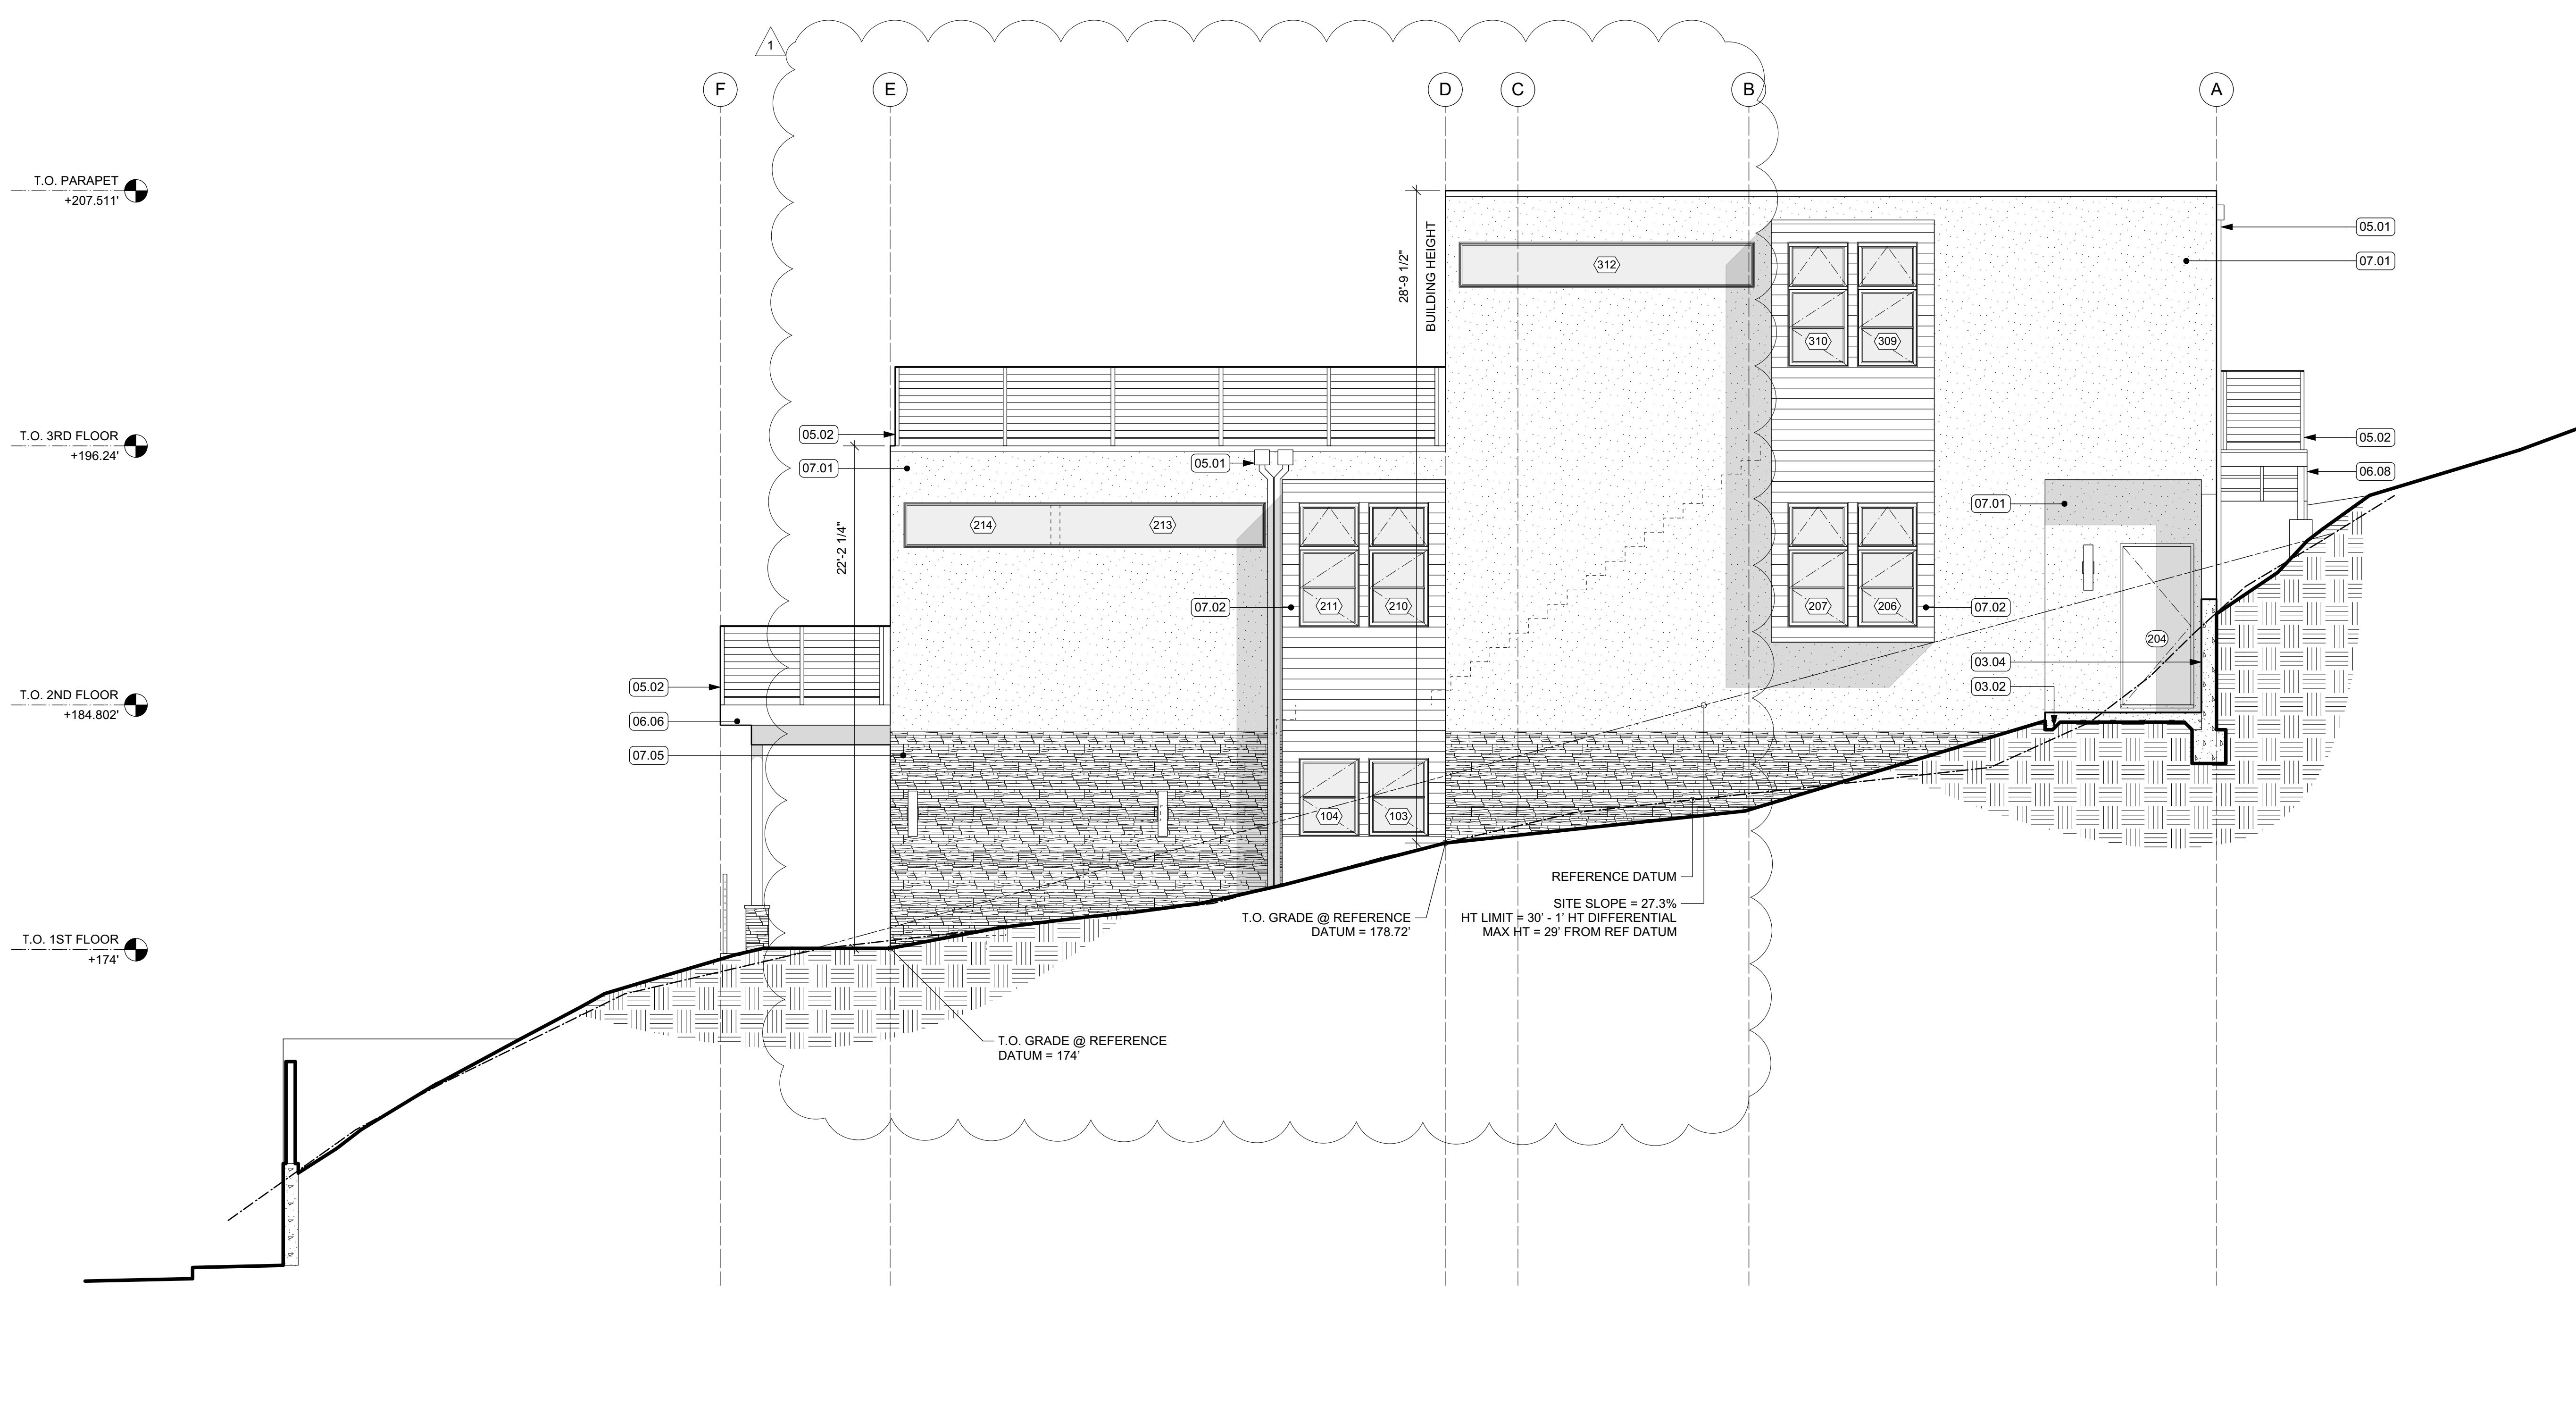 1
F
E
D
C
B
A
T.O. PARAPET
+207.511'
T.O. 3RD FLOOR
+196.24'
T.O. 2ND FLOOR
+184.802'
T.O. 1ST FLOOR
+174'
28'-9 1/2"
BUILDING HEIGHT
22'-2 1/4"
312
310
309
05.01
07.01
05.02
05.02
07.01
05.01
06.08
214
213
07.01
07.02
211
210
207
206
07.02
204
03.04
03.02
05.02
06.06
07.05
104
103
REFERENCE DATUM
SITE SLOPE = 27.3%
HT LIMIT = 30' - 1' HT DIFFERENTIAL
MAX HT = 29' FROM REF DATUM
T.O. GRADE @ REFERENCE
DATUM = 178.72'
T.O. GRADE @ REFERENCE
DATUM = 174'